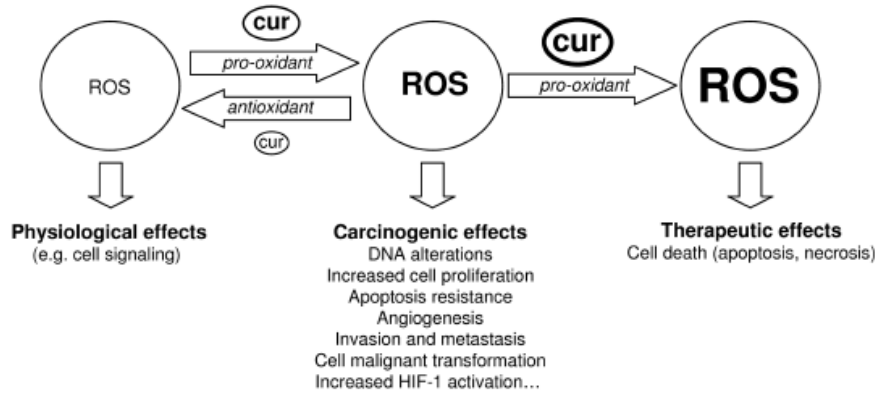 cur
pro-oxidant
antioxidant
cur
cur
pro-oxidant
ROS
ROS
ROS
Physiological effects
(e.g. cell signaling)
Carcinogenic effects
DNA alterations
Increased cell proliferation
Apoptosis resistance
Angiogenesis
Invasion and metastasis
Cell malignant transformation
Increased HIF-1 activation…
Therapeutic effects
Cell death (apoptosis, necrosis)